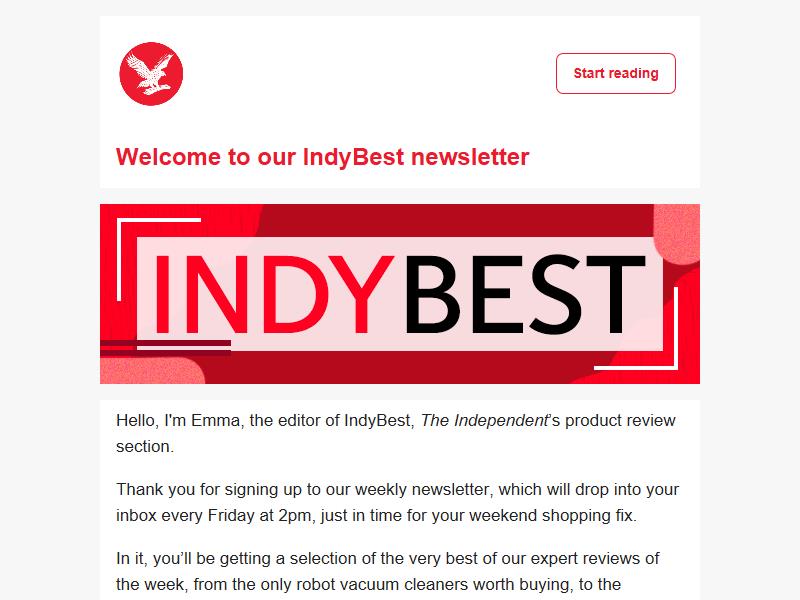 Start reading
Welcome to our IndyBest newsletter
INDYBEST
Hello, I'm Emma, the editor of IndyBest, The Independent's product review
section.
Thank you for signing up to our weekly newsletter, which will drop into your
inbox every Friday at 2pm, just in time for your weekend shopping fix.
In it, you’ll be getting a selection of the very best of our expert reviews of
the week, from the only robot vacuum cleaners worth buying, to the